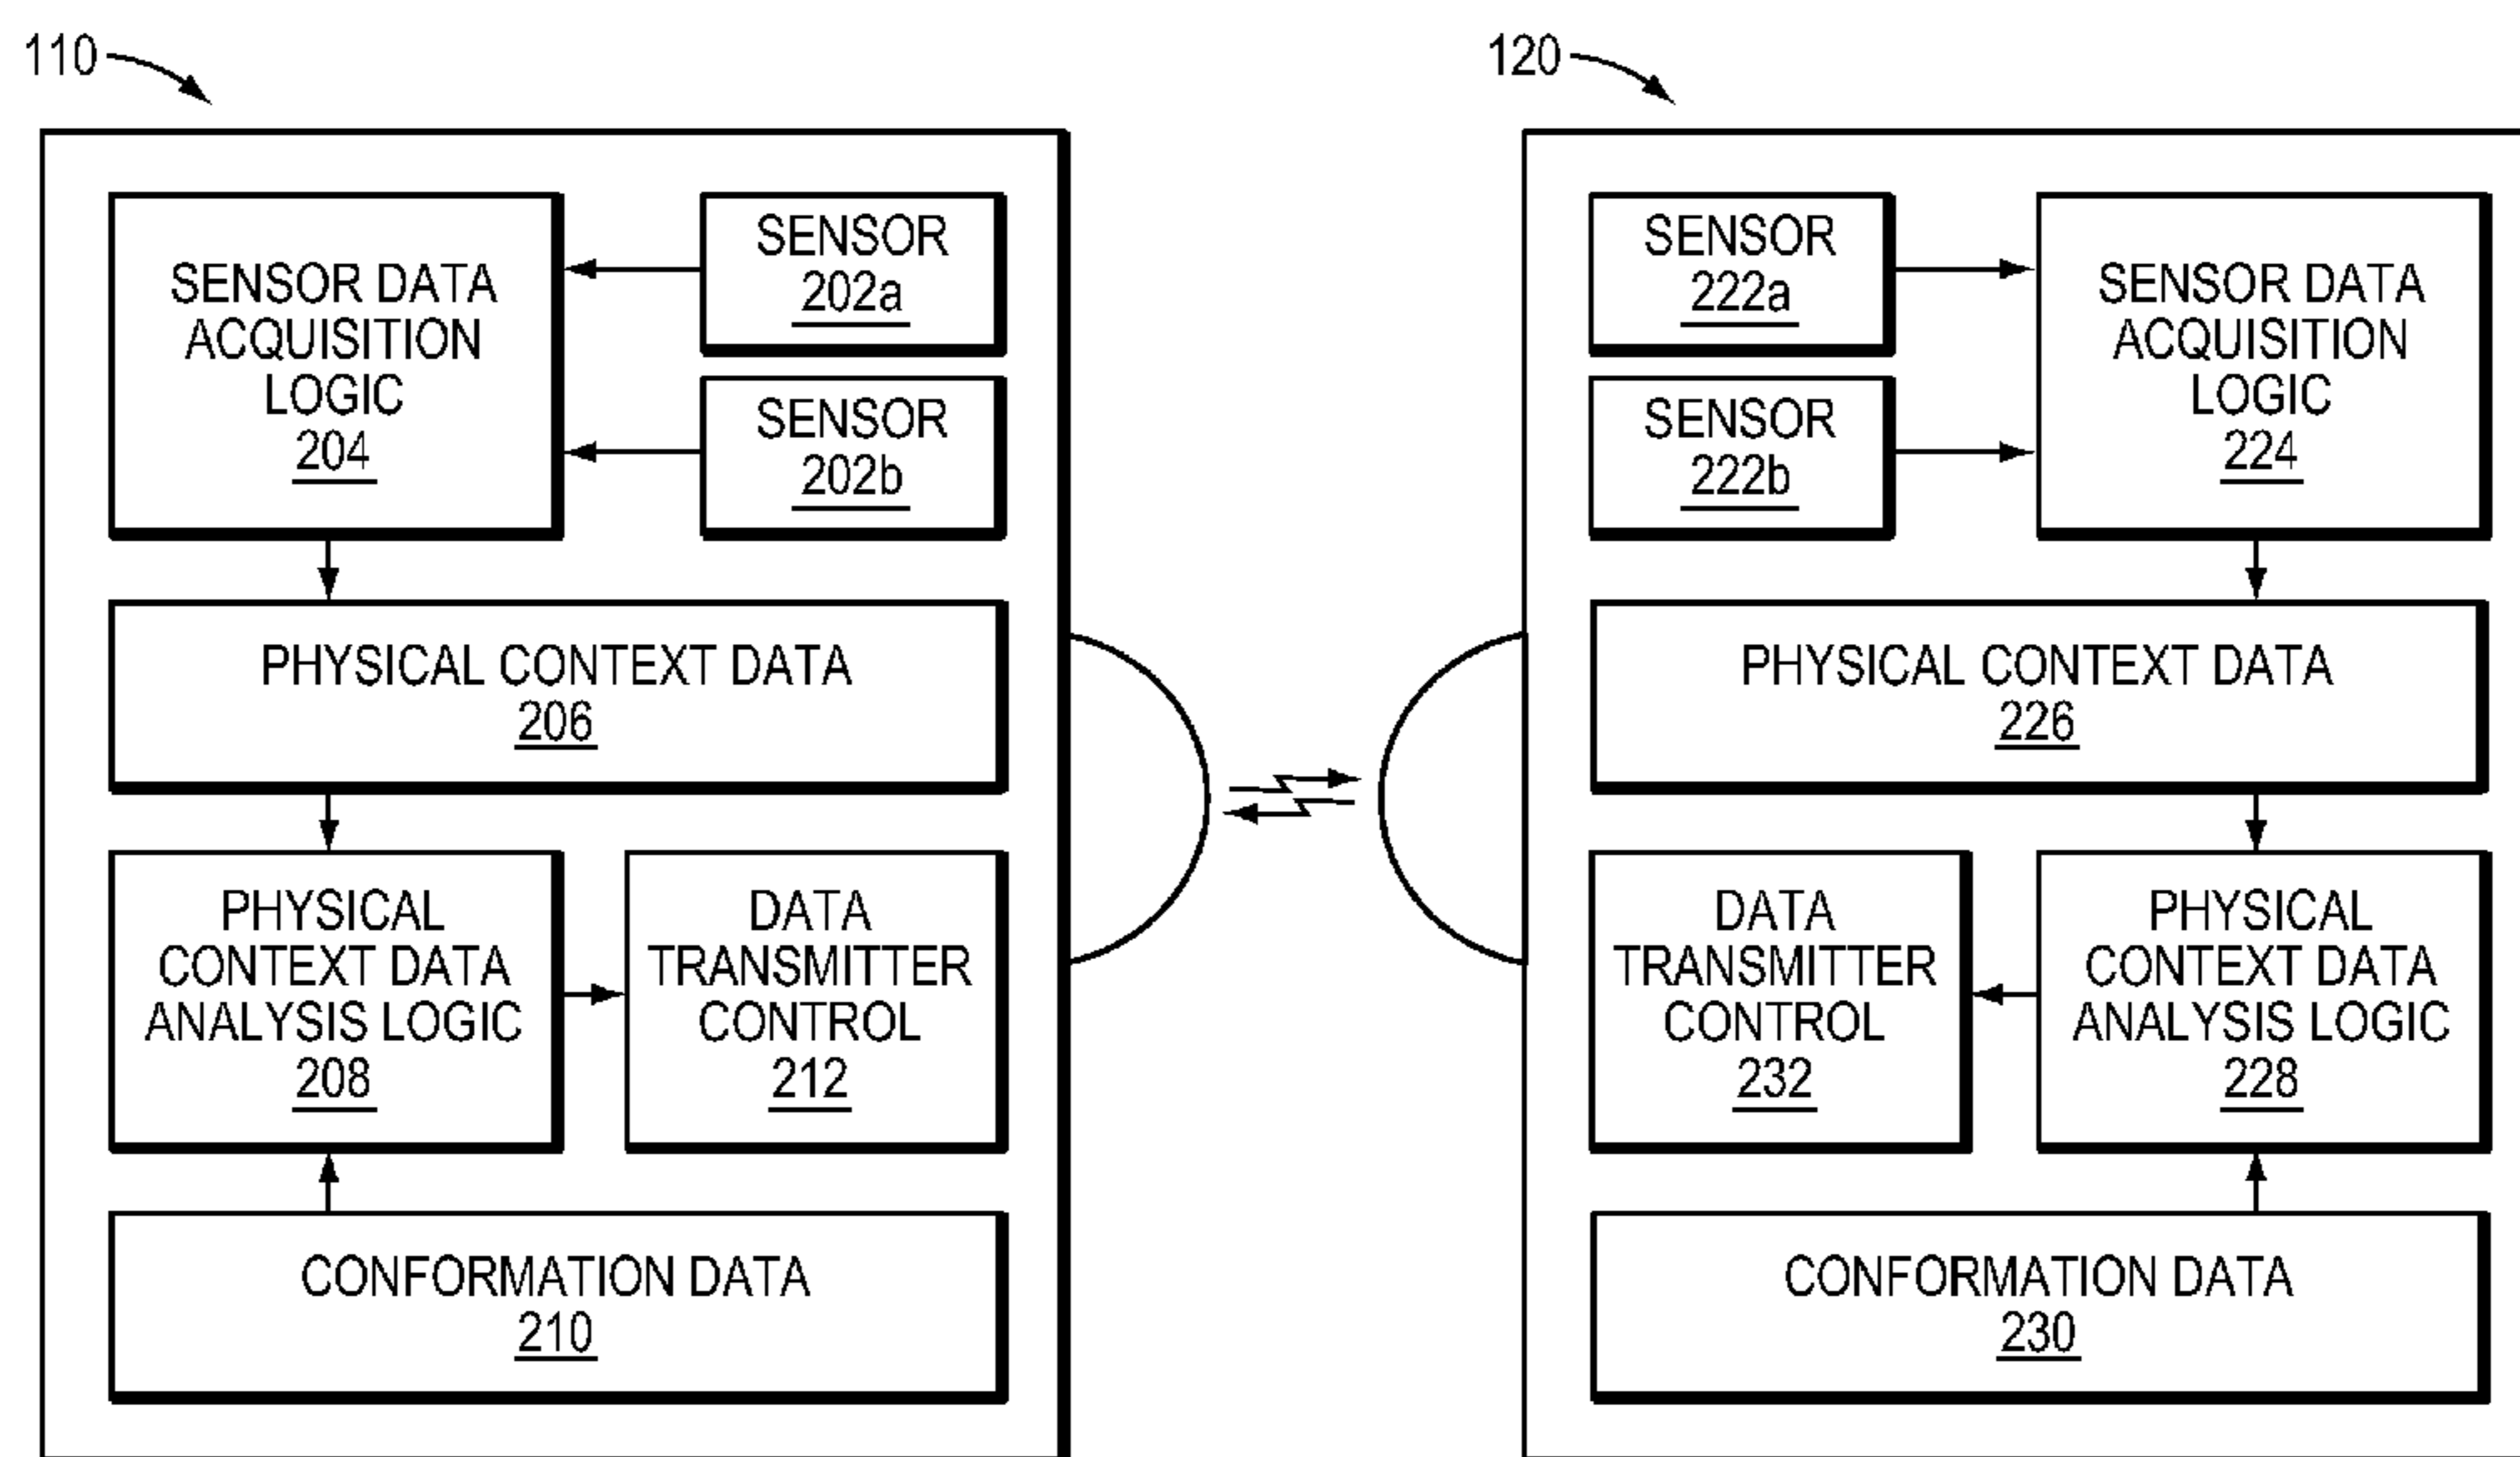 110
120
SENSOR DATA
ACQUISITION
LOGIC
204
SENSOR
202a
SENSOR
202b
PHYSICAL CONTEXT DATA
206
PHYSICAL
CONTEXT DATA
ANALYSIS LOGIC
208
DATA
TRANSMITTER
CONTROL
212
CONFORMATION DATA
210
SENSOR
222a
SENSOR
222b
SENSOR DATA
ACQUISITION
LOGIC
224
PHYSICAL CONTEXT DATA
226
DATA
TRANSMITTER
CONTROL
232
PHYSICAL
CONTEXT DATA
ANALYSIS LOGIC
228
CONFORMATION DATA
230